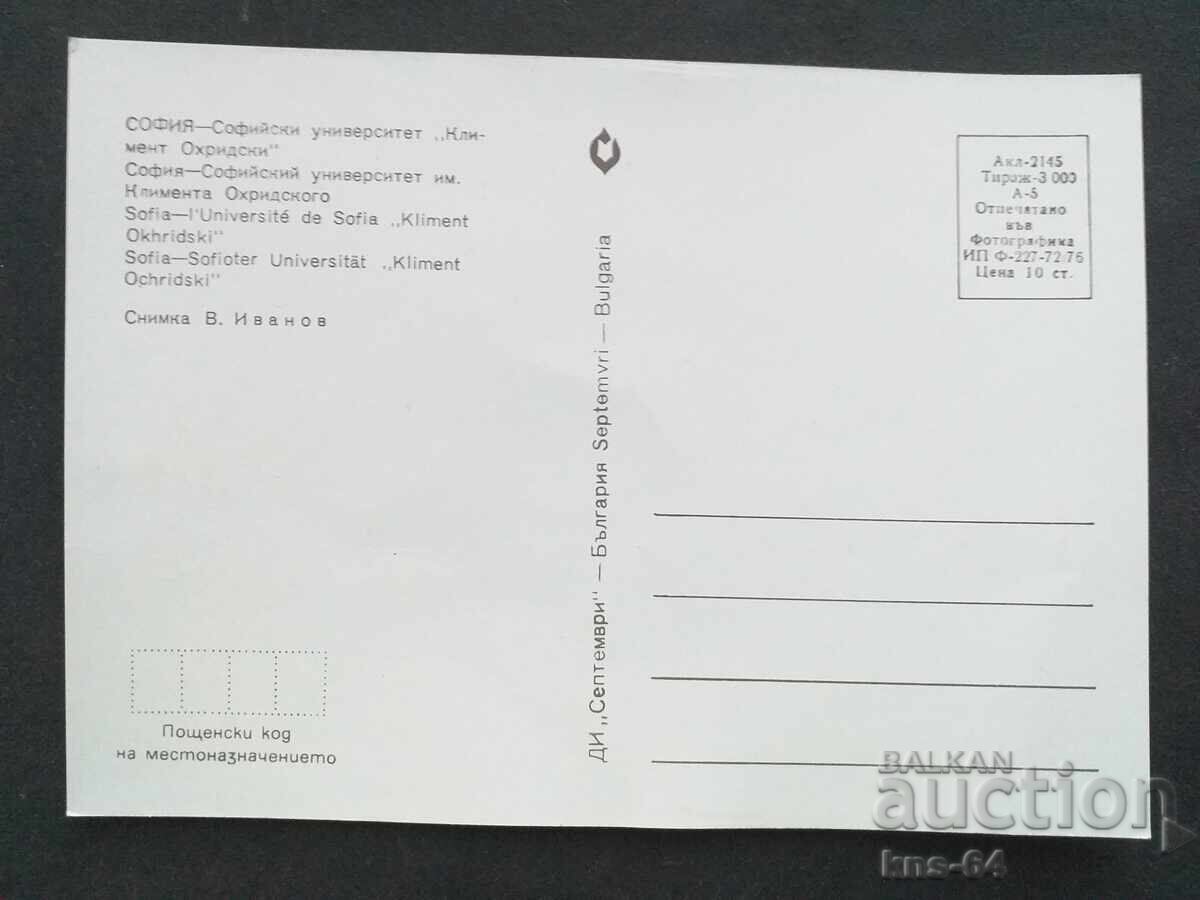 СОФИЯ—Софийски университет „Кли-
мент Охридски“
София—Софийский университет им.
Климента Охридского
Sofia—l'Université de Sofia „Kliment
Okhridski“
Sofia—Sofioter Universität „Kliment
Ochridski“
Снимка В. Иванов
ДИ „Септември“ — България Septemvri — Bulgaria
Акл-2145
Тираж-3 000
А-5
Отпечатано
във
Фотографика
ИП Ф-227-72/76
Цена 10 ст.
Пощенски код
на местоназначението
BALKAN
auction
kns-64